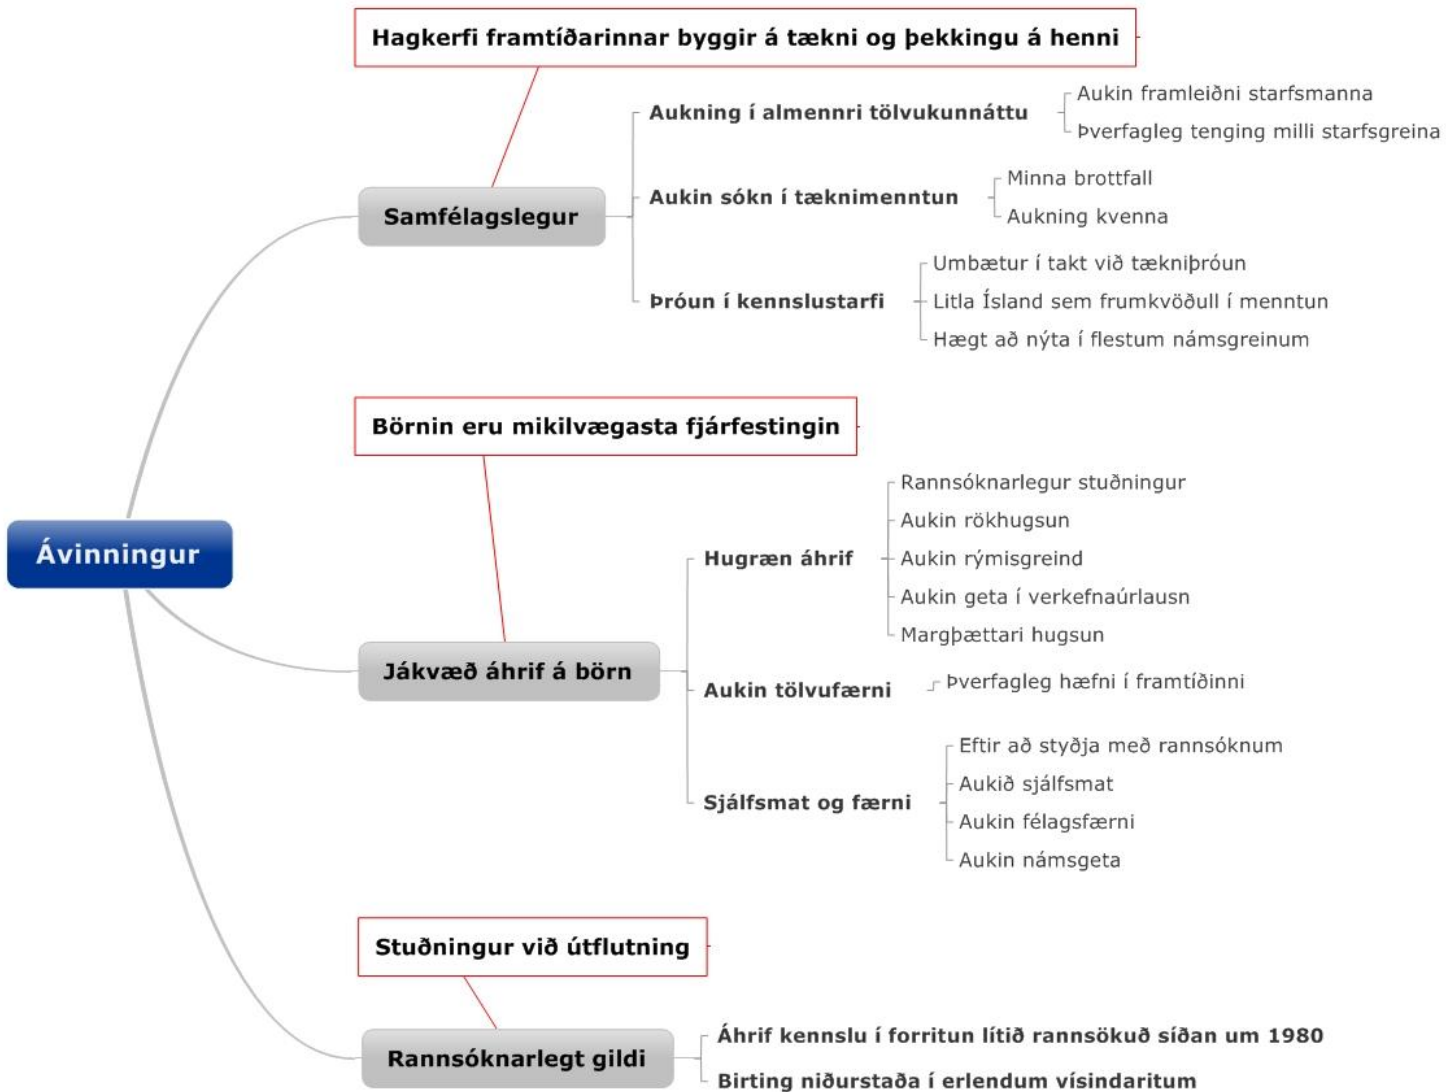 Hagkerfi framtíðarinnar byggir á tækni og þekkingu á henni
Samfélagslegur
Aukning í almennri tölvukunnáttu
Aukin framleiðni starfsmanna
Þverfagleg tenging milli starfsgreina
Aukin sókn í tæknimenntun
Minna brottfall
Aukning kvenna
Þróun í kennslustarfi
Umbætur í takt við tækniþróun
Litla Ísland sem frumkvöðull í menntun
Hægt að nýta í flestum námsgreinum
Ávinningur
Börnin eru mikilvægasta fjárfestingin
Jákvæð áhrif á börn
Hugræn áhrif
Rannsóknarlegur stuðningur
Aukin rökhugsun
Aukin rýmisgreind
Aukin geta í verkefnaúrlausn
Margþættari hugsun
Aukin tölvufærni
Þverfagleg hæfni í framtíðinni
Sjálfsmat og færni
Eftir að styðja með rannsóknum
Aukið sjálfsmat
Aukin félagsfærni
Aukin námsgeta
Stuðningur við útflutning
Rannsóknarlegt gildi
Áhrif kennslu í forritun lítið rannsökuð síðan um 1980
Birting niðurstaða í erlendum vísindaritum